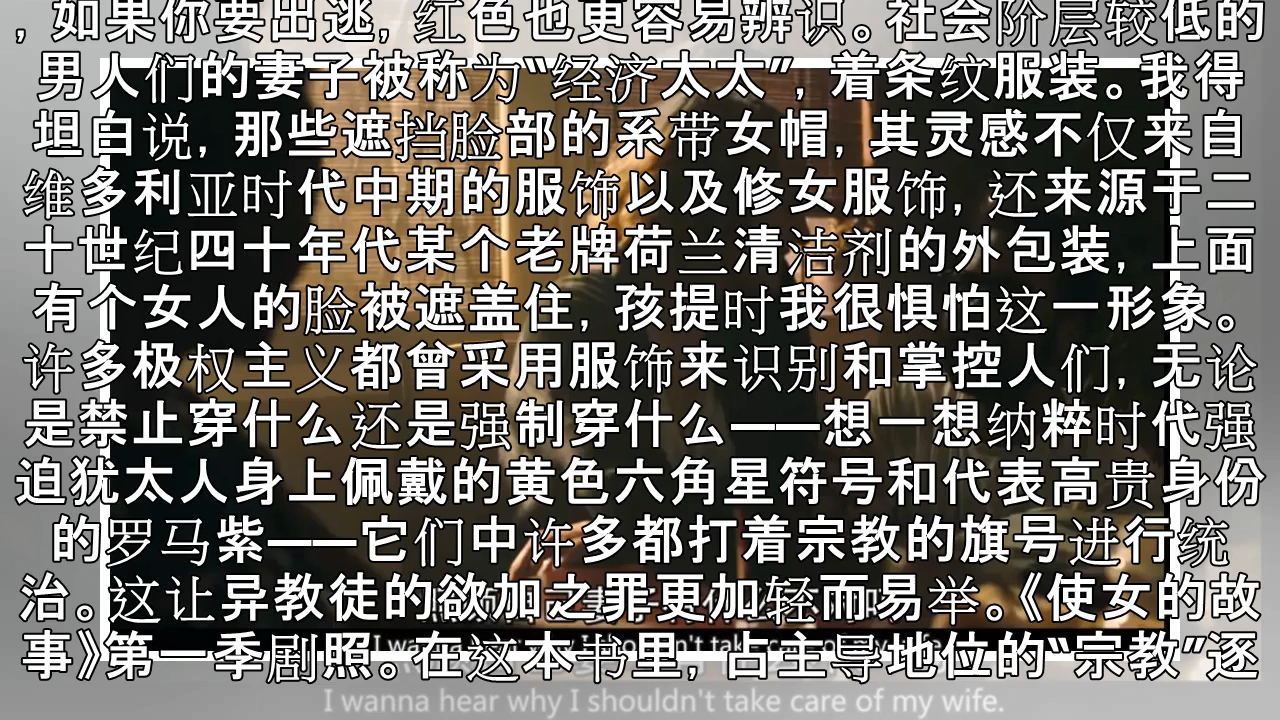 , 如果你要出逃, 红色也更容易辨识。社会阶层较低的
男人们的妻子被称为“经济太太”, 着条纹服装。我得
坦白说, 那些遮挡脸部的系带女帽, 其灵感不仅来自
维多利亚时代中期的服饰以及修女服饰, 还来源于二
十世纪四十年代某个老牌荷兰清洁剂的外包装, 上面
有个女人的脸被遮盖住, 孩提时我很惧怕这一形象。
许多极权主义都曾采用服饰来识别和掌控人们, 无论
是禁止穿什么还是强制穿什么——想一想纳粹时代强
迫犹太人身上佩戴的黄色六角星符号和代表高贵身份
的罗马紫——它们中许多都打着宗教的旗号进行统
治。这让异教徒的欲加之罪更加轻而易举。《使女的故
事》第一季剧照。在这本书里, 占主导地位的“宗教”逐
I wanna hear why I shouldn't take care of my wife.